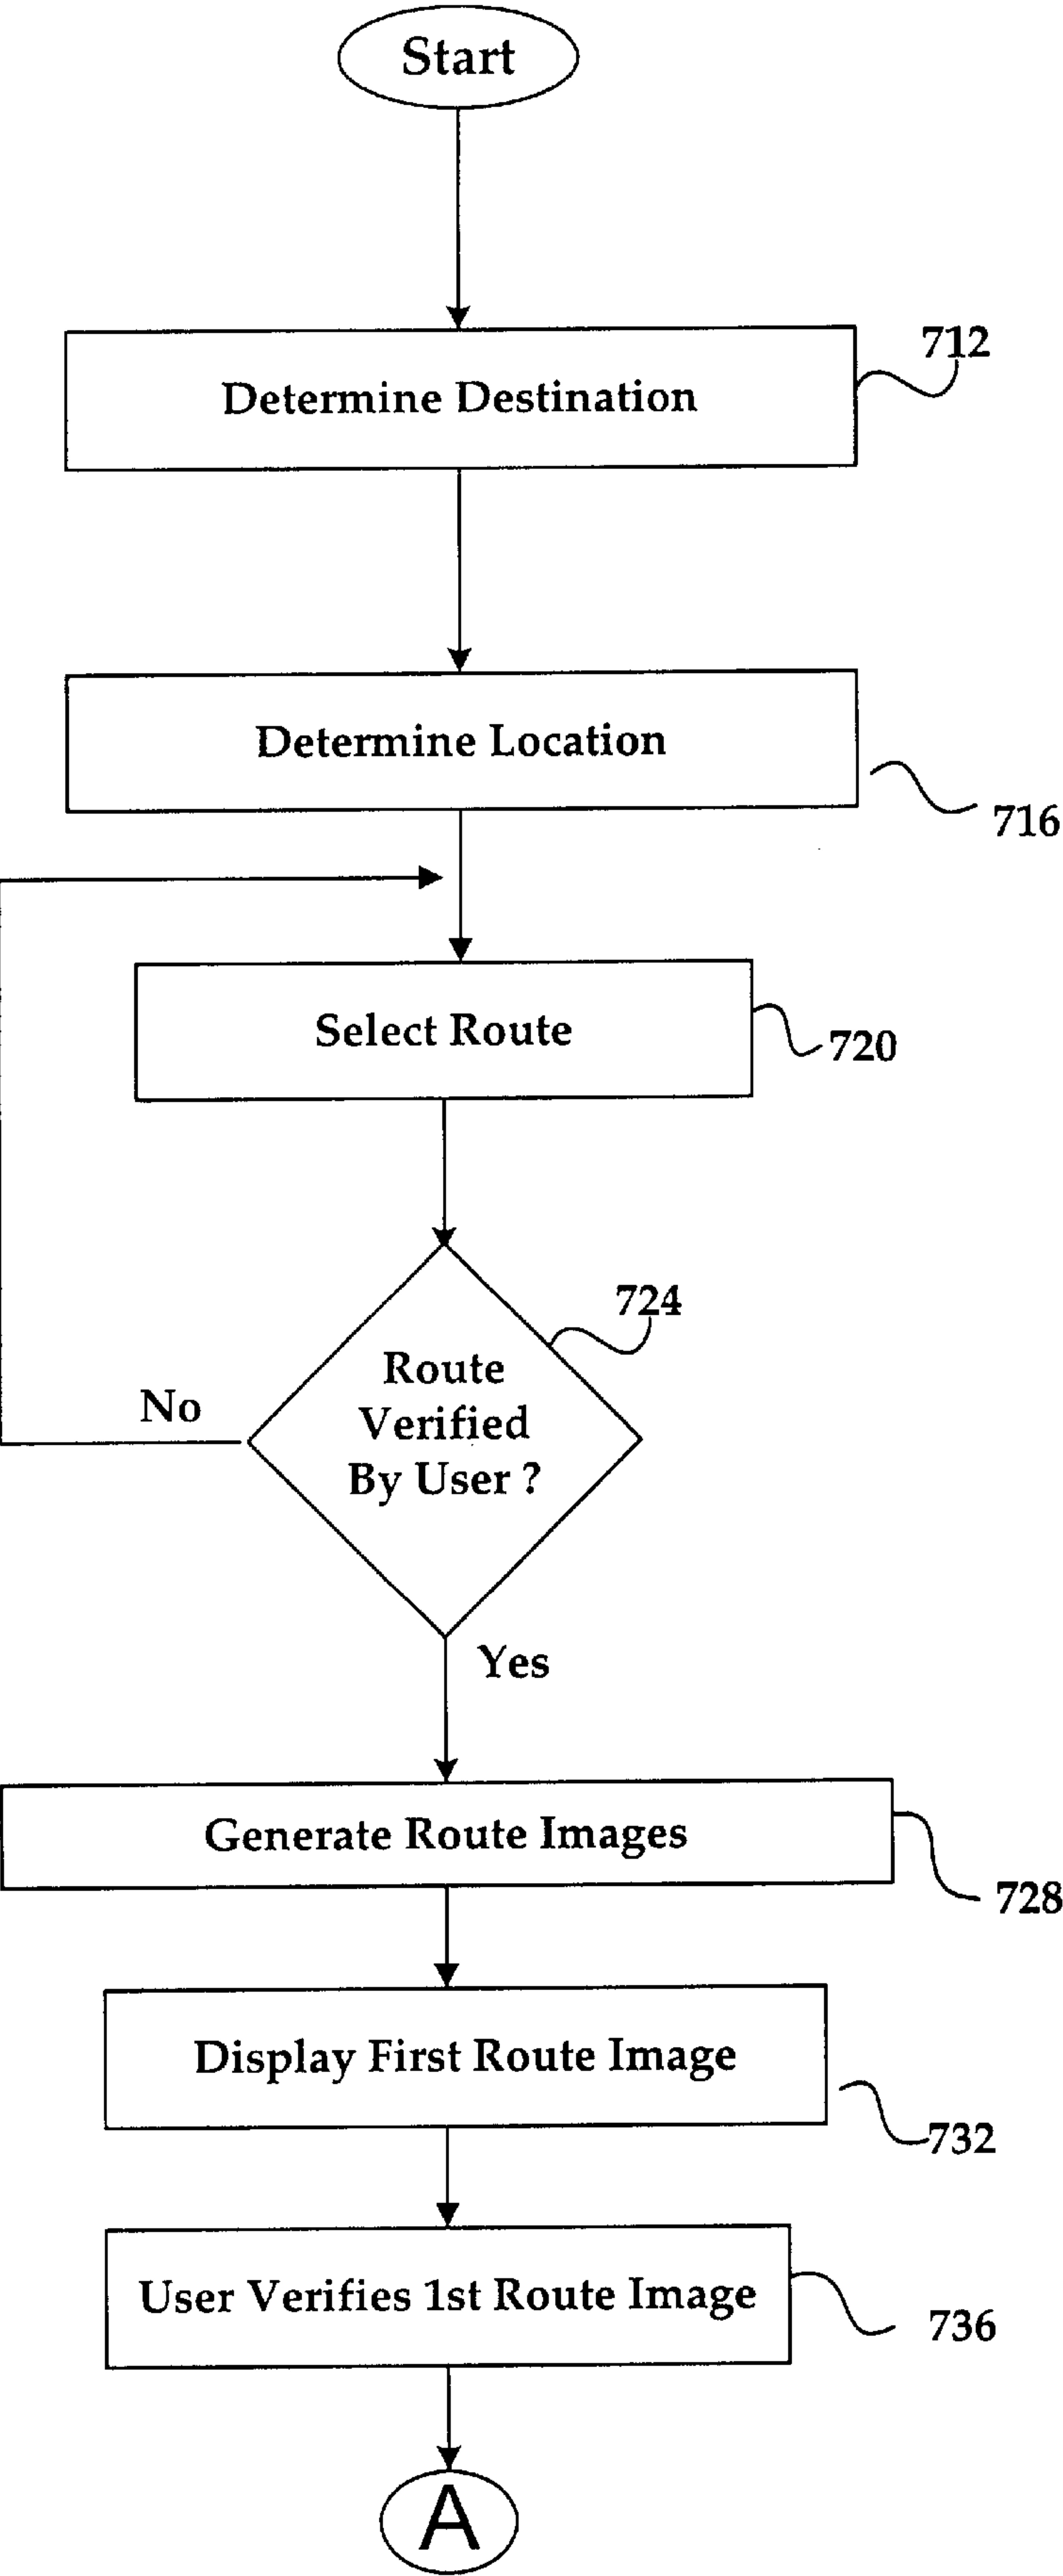 Start
712
Determine Destination
Determine Location
716
Select Route
720
724
Route
Verified
By User ?
No
Yes
Generate Route Images
728
Display First Route Image
732
User Verifies 1st Route Image
736
A